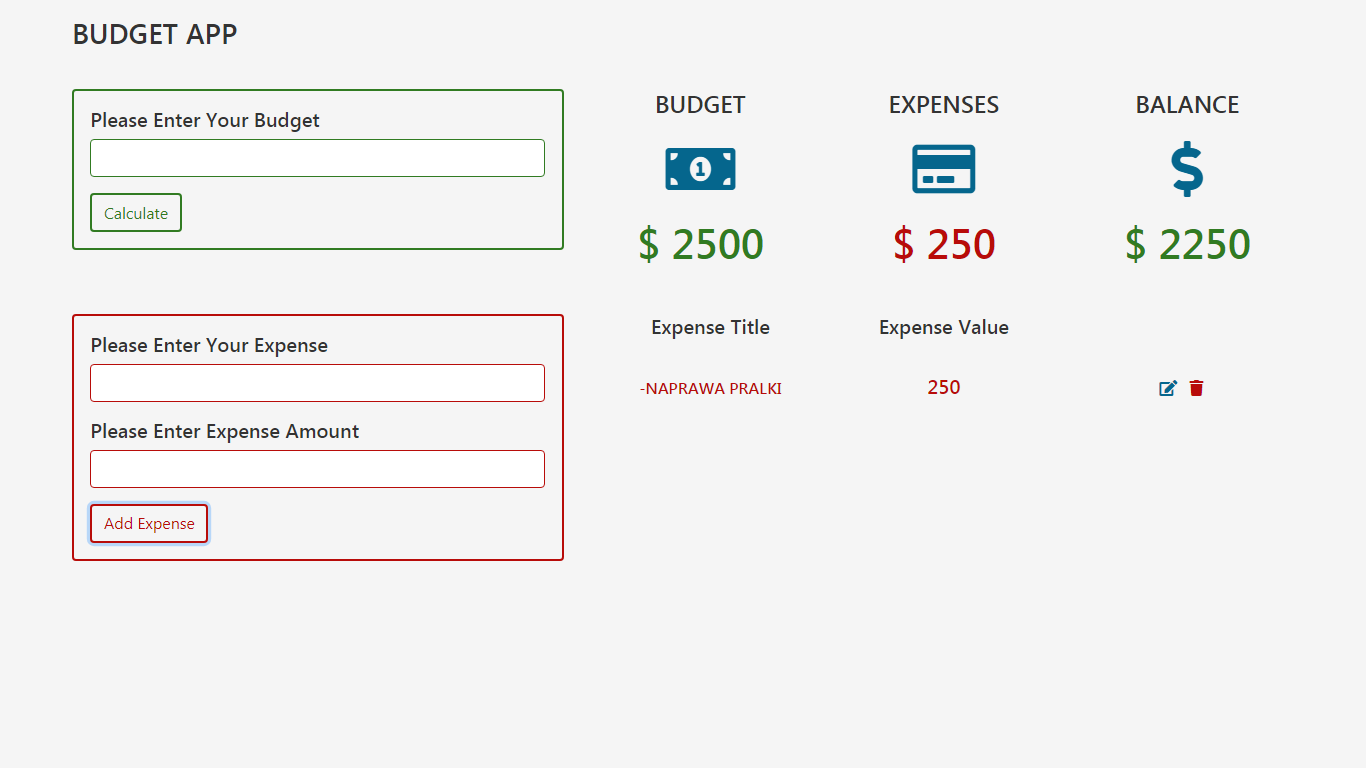 BUDGET APP
Please Enter Your Budget
Calculate
BUDGET
EXPENSES
BALANCE
1
$ 2500
$ 250
$ 2250
Please Enter Your Expense
Please Enter Expense Amount
Add Expense
Expense Title
Expense Value
-NAPRAWA PRALKI
250